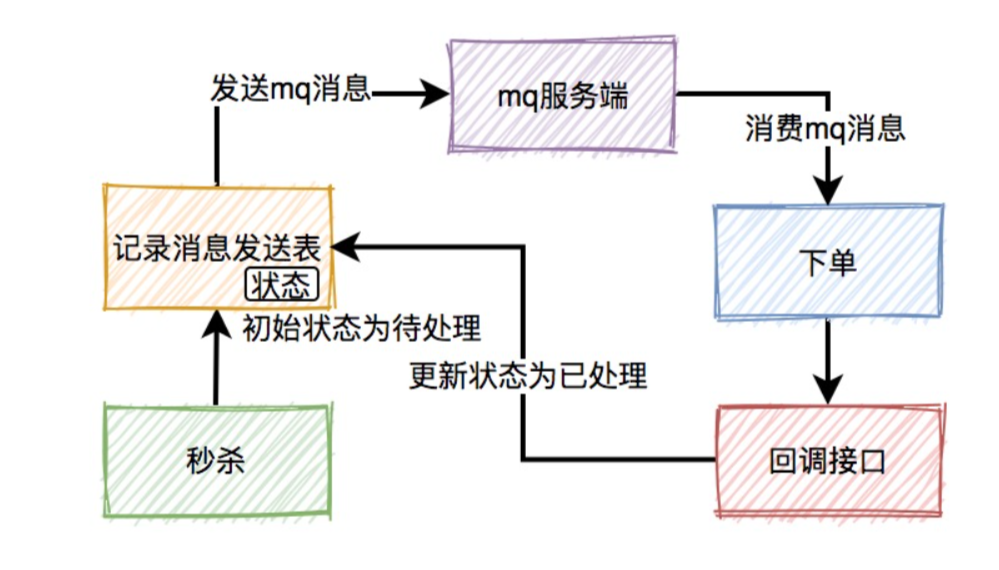 发送mq消息
mq服务端
消费mq消息
记录消息发送表
状态
下单
初始状态为待处理
更新状态为已处理
秒杀
回调接口